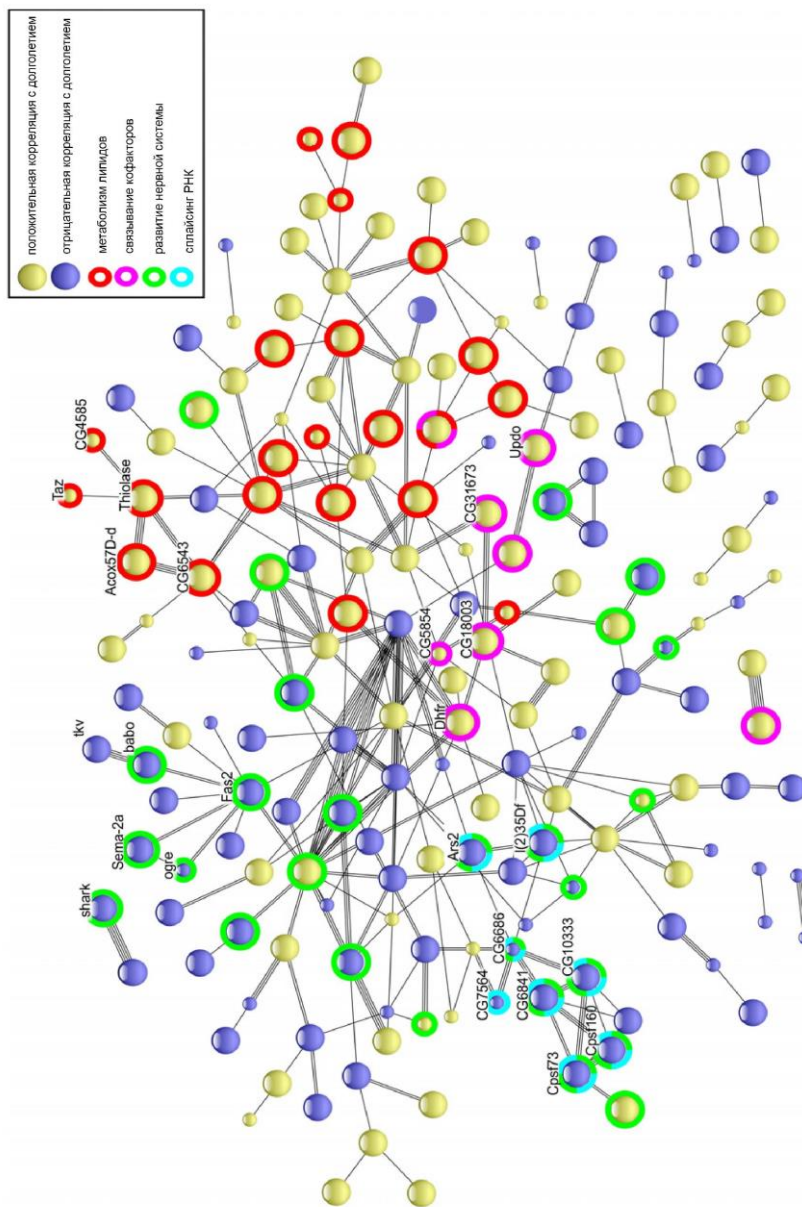 положительная корреляция с долголетием
отрицательная корреляция с долголетием
метаболизм липидов
связывание кофакторов
развитие нервной системы
сплайсинг РНК
Taz
tkv
CG4585
shark
Acox57D-d
Sema-2a
Thiolase
babo
ogre
CG6543
Fas2
CG5854
Dhfr
Ars2
CG18003
CG31673
CG7564
CG6686
Updo
l(2)35Df
CG6841
Cpsf73
CG10333
Cpsf160